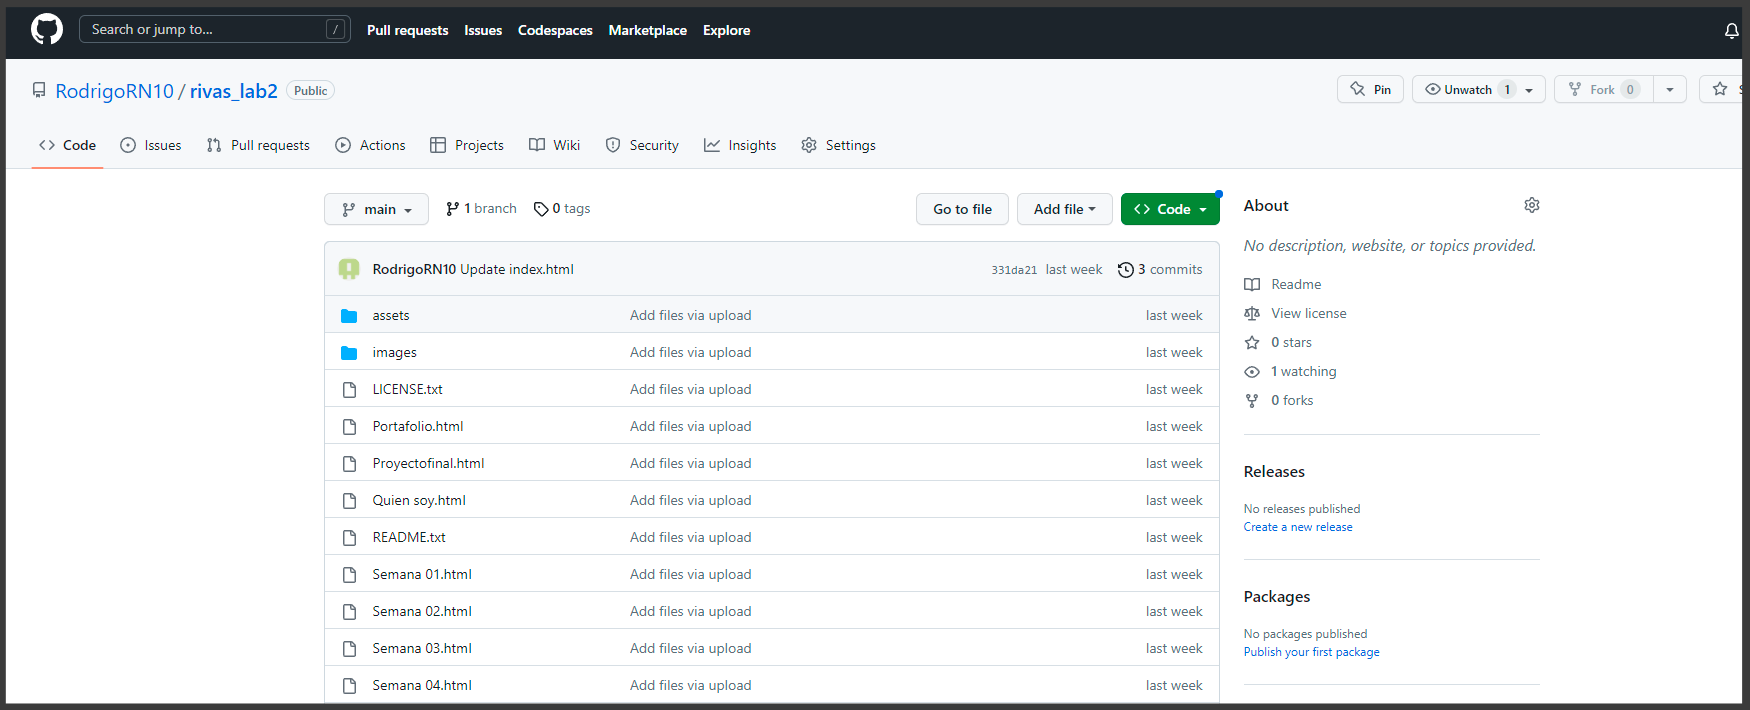 Search or jump to... /
Pull requests Issues Codespaces Marketplace Explore
RodrigoRN10 / rivas_lab2 Public
Pin Unwatch 1 Fork 0
Code Issues Pull requests Actions Projects Wiki Security Insights Settings
main 1 branch 0 tags Go to file Add file Code
RodrigoRN10 Update index.html 331da21 last week 3 commits
assets Add files via upload last week
images Add files via upload last week
LICENSE.txt Add files via upload last week
Portafolio.html Add files via upload last week
Proyectofinal.html Add files via upload last week
Quien soy.html Add files via upload last week
README.txt Add files via upload last week
Semana 01.html Add files via upload last week
Semana 02.html Add files via upload last week
Semana 03.html Add files via upload last week
Semana 04.html Add files via upload last week
About
No description, website, or topics provided.
Readme
View license
0 stars
1 watching
0 forks
Releases
No releases published
Create a new release
Packages
No packages published
Publish your first package